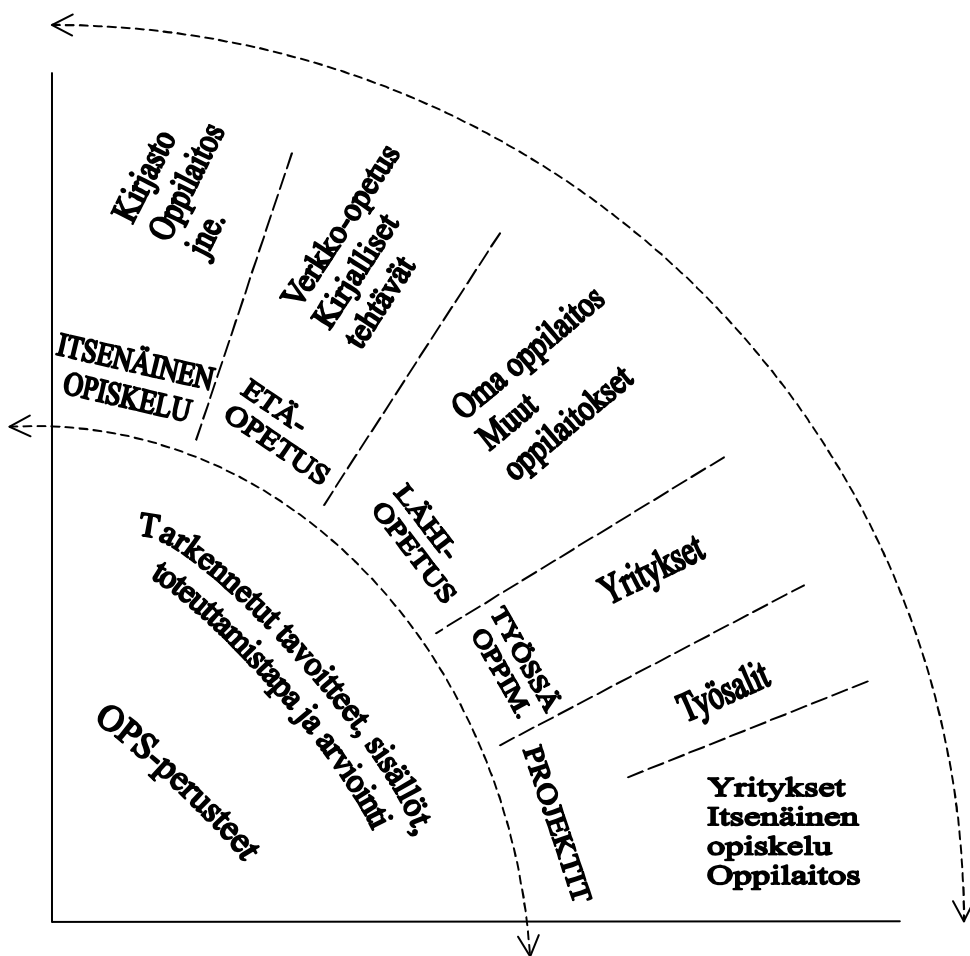 Kirjasto
Oppilaitos
jne.
ITSENÄINEN
OPISKELU
Verkko-opetus
Kirjalliset
tehtävät
ETÄ-
OPETUS
Oma oppilaitos
Muut
oppilaitokset
LÄHI-
OPETUS
Yritykset
TYÖSSÄ
OPPIM.
Työsalit
PROJEKTIT
Yritykset
Itsenäinen
opiskelu
Oppilaitos
Tarkennetut tavoitteet, sisällöt,
toteuttamistapa ja arviointi
OPS-perusteet